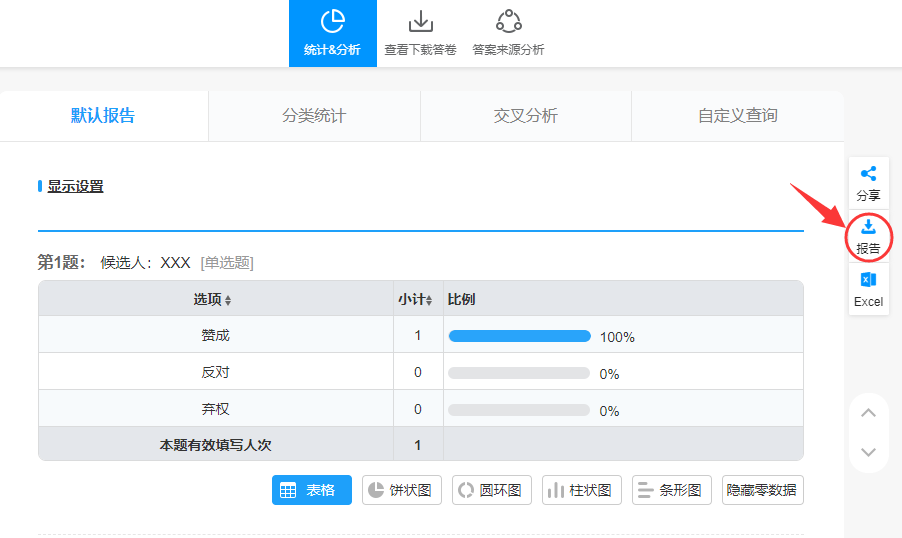 统计&分析 查看下载答卷 答案来源分析
默认报告 分类统计 交叉分析 自定义查询
显示设置
分享
报告
Excel
第1题: 候选人: XXX [单选题]
选项 小计 比例
赞成 1 100%
反对 0 0%
弃权 0 0%
本题有效填写人次 1
表格 饼状图 圆环图 柱状图 条形图 隐藏零数据